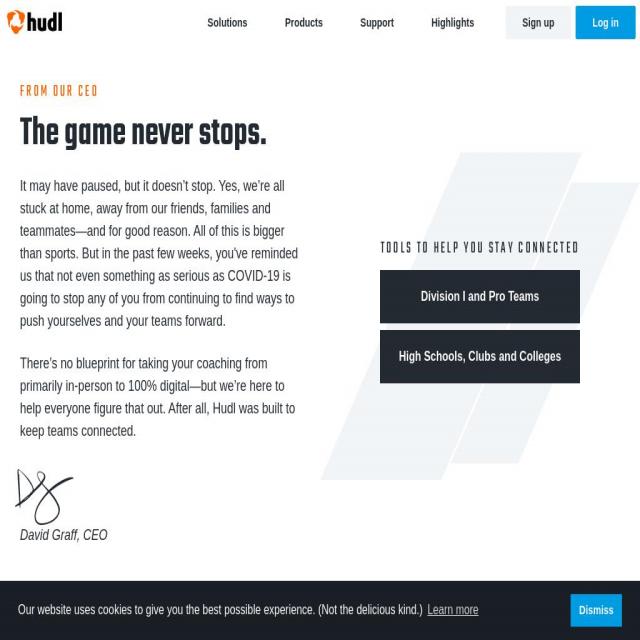 hudl
Solutions
Products
Support
Highlights
Sign up
Log in
FROM OUR CEO
The game never stops.
It may have paused, but it doesn’t stop. Yes, we’re all
stuck at home, away from our friends, families and
teammates—and for good reason. All of this is bigger
than sports. But in the past few weeks, you've reminded
us that not even something as serious as COVID-19 is
going to stop any of you from continuing to find ways to
push yourselves and your teams forward.
There’s no blueprint for taking your coaching from
primarily in-person to 100% digital—but we’re here to
help everyone figure that out. After all, Hudl was built to
keep teams connected.
David Graff, CEO
TOOLS TO HELP YOU STAY CONNECTED
Division I and Pro Teams
High Schools, Clubs and Colleges
Our website uses cookies to give you the best possible experience. (Not the delicious kind.) Learn more
Dismiss